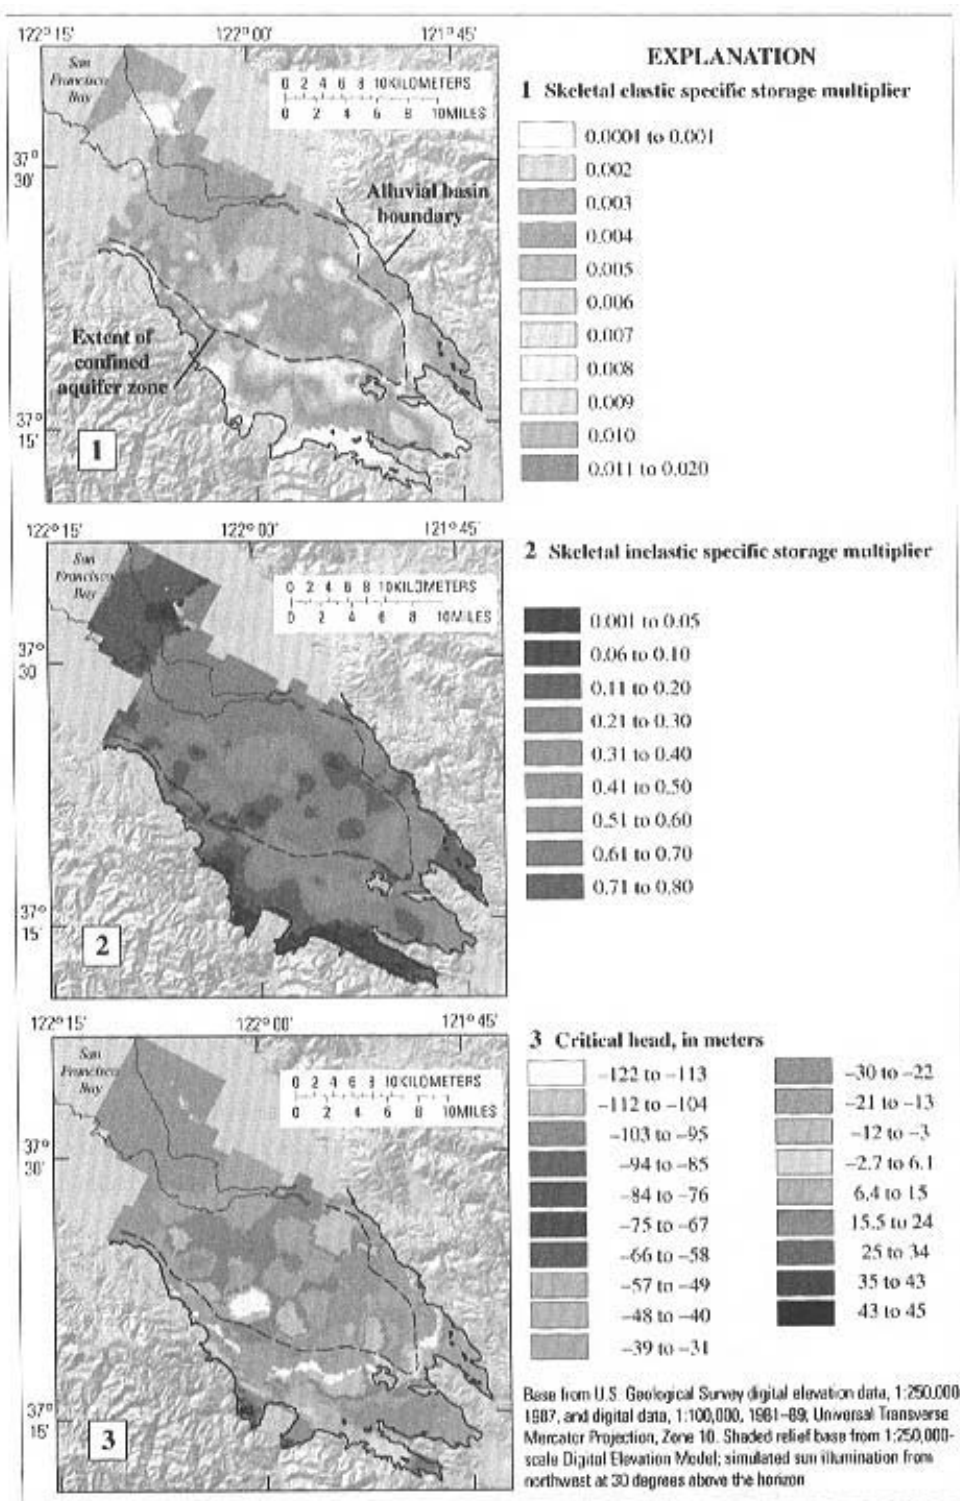 122° 15'
122° 00'
121° 45'
San
Francisco
Bay
0 2 4 6 8 10 KILOMETERS
0 2 4 6 8 10 MILES
37°
30'
Alluvial basin
boundary
Extent of
confined
aquifer zone
37°
15'
1
EXPLANATION
1 Skeletal elastic specific storage multiplier
0.0001 to 0.001
0.002
0.003
0.004
0.005
0.006
0.007
0.008
0.009
0.010
0.011 to 0.020
122° 15'
122° 00'
121° 45'
San
Francisco
Bay
0 2 4 6 8 10 KILOMETERS
0 2 4 6 8 10 MILES
37°
30'
37°
15'
2
2 Skeletal inelastic specific storage multiplier
0.001 to 0.05
0.06 to 0.10
0.11 to 0.20
0.21 to 0.30
0.31 to 0.40
0.41 to 0.50
0.51 to 0.60
0.61 to 0.70
0.71 to 0.80
122° 15'
122° 00'
121° 45'
San
Francisco
Bay
0 2 4 6 8 10 KILOMETERS
0 2 4 6 8 10 MILES
37°
30'
37°
15'
3
3 Critical head, in meters
−122 to −113
−112 to −104
−103 to −95
−94 to −85
−84 to −76
−75 to −67
−66 to −58
−57 to −49
−48 to −40
−39 to −31
−30 to −22
−21 to −13
−12 to −3
−2.7 to 6.1
6.4 to 15
15.5 to 24
25 to 34
35 to 43
43 to 45
Base from U.S. Geological Survey digital elevation data, 1:250,000
1987, and digital data, 1:100,000, 1981–89; Universal Transverse
Mercator Projection, Zone 10. Shaded relief base from 1:250,000-
scale Digital Elevation Model; simulated sun illumination from
northwest at 30 degrees above the horizon